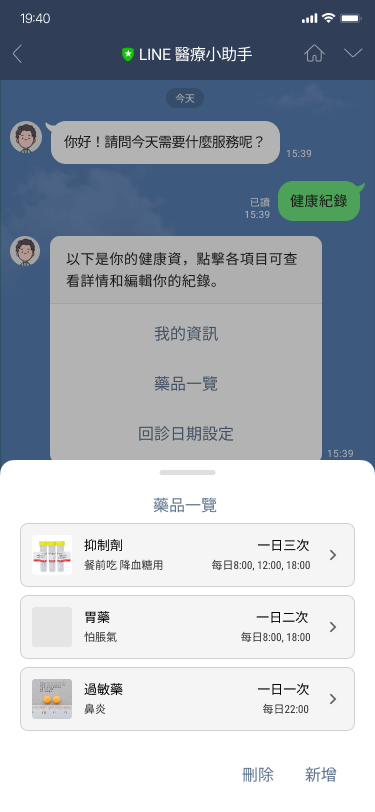 19:40
LINE 醫療小助手
今天
你好！請問今天需要什麼服務呢？
15:39
已讀
15:39
健康紀錄
以下是你的健康資，點擊各項目可查
看詳情和編輯你的紀錄。
我的資訊
藥品一覽
回診日期設定
15:39
藥品一覽
抑制劑
一日三次
餐前吃 降血糖用
每日8:00, 12:00, 18:00
胃藥
一日二次
怕脹氣
每日8:00, 18:00
過敏藥
一日一次
鼻炎
每日22:00
刪除
新增